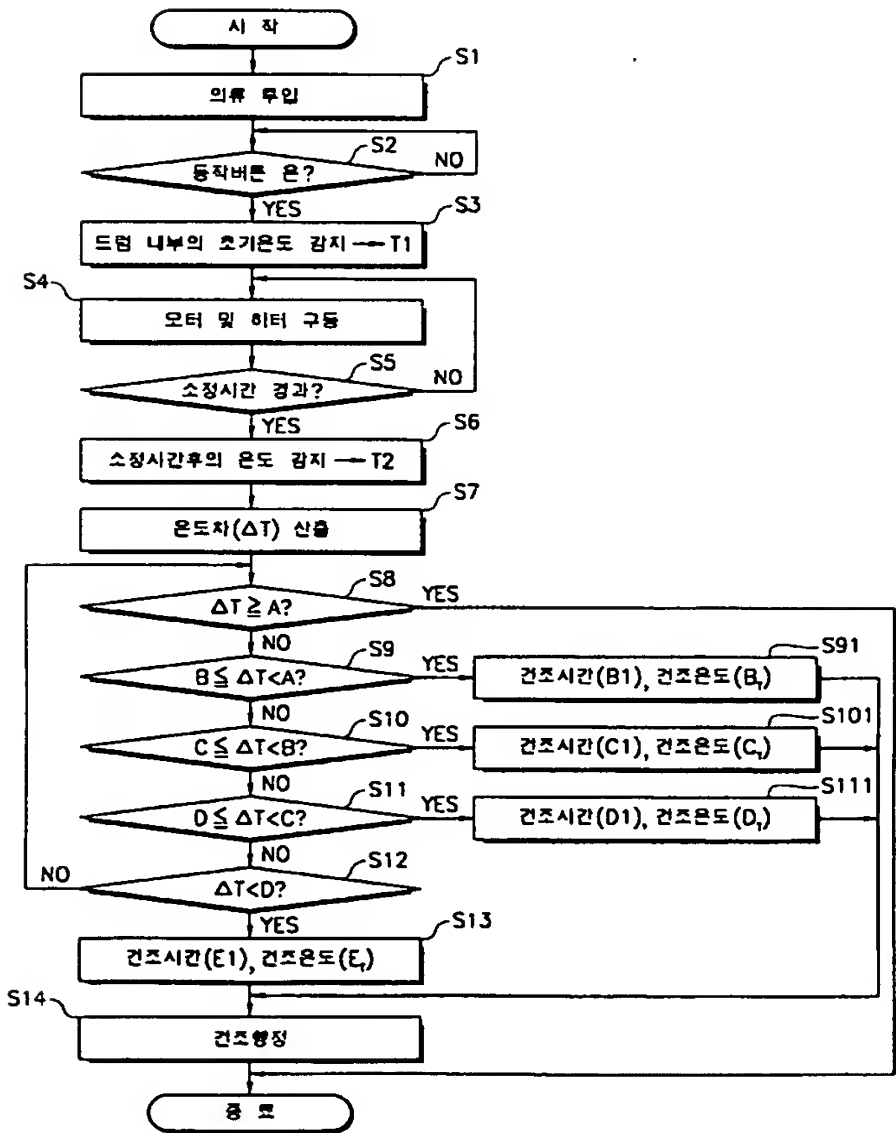 시 작
S1
의류 투입
S2
동작버튼 온?
NO
YES
S3
드럼 내부의 초기온도 감지 → T1
S4
모터 및 히터 구동
S5
소정시간 경과?
NO
YES
S6
소정시간후의 온도 감지 → T2
S7
온도차(ΔT) 산출
S8
ΔT ≧ A?
YES
NO
S9
B ≦ ΔT<A?
YES
S91
건조시간(B1), 건조온도(B_T)
NO
S10
C ≦ ΔT<B?
YES
S101
건조시간(C1), 건조온도(C_T)
NO
S11
D ≦ ΔT<C?
YES
S111
건조시간(D1), 건조온도(D_T)
NO
S12
NO
ΔT<D?
YES
S13
건조시간(E1), 건조온도(E_T)
S14
건조행정
종 료